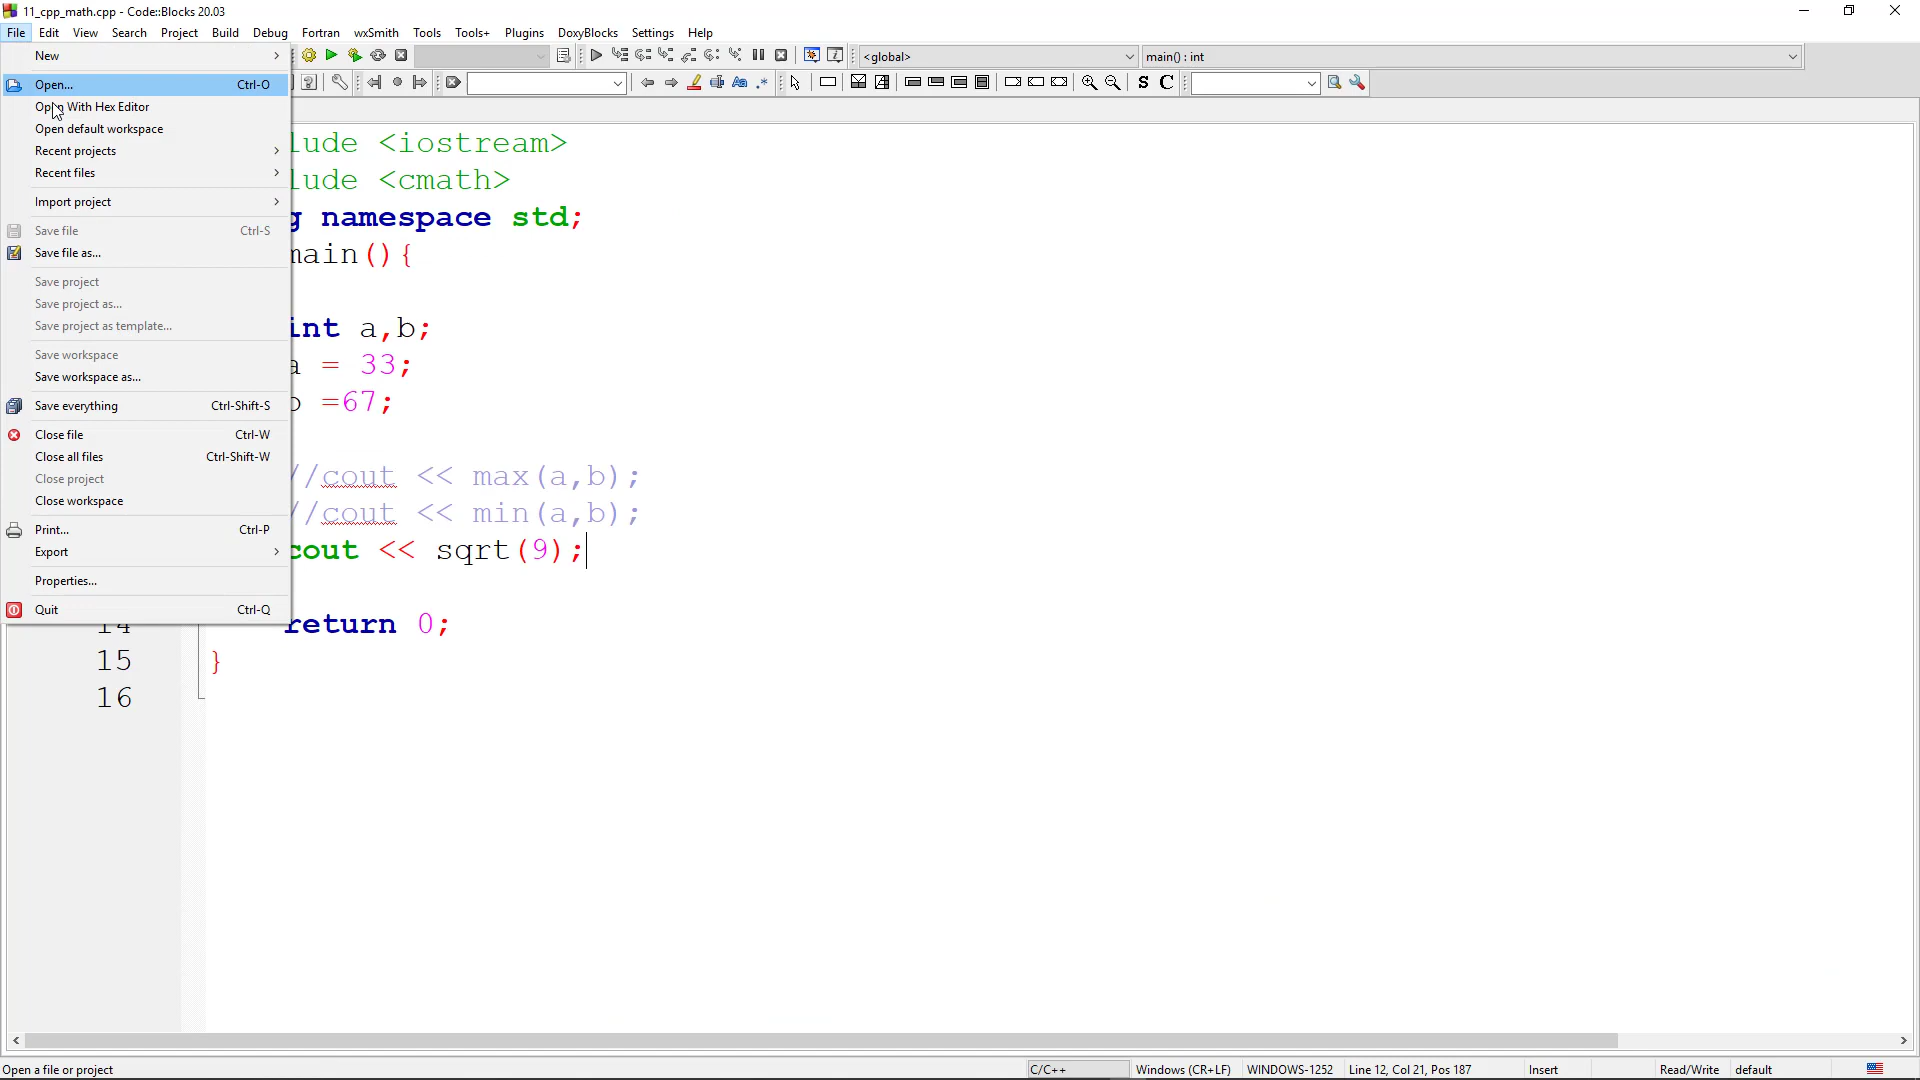 11_cpp_math.cpp - Code::Blocks 20.03
File Edit View Search Project Build Debug Fortran wxSmith Tools Tools+ Plugins DoxyBlocks Settings Help
<global> main() : int
S C
New
Open... Ctrl-O
Open With Hex Editor
Open default workspace
Recent projects
Recent files
Import project
Save file Ctrl-S
Save file as...
Save project
Save project as...
Save project as template...
Save workspace
Save workspace as...
Save everything Ctrl-Shift-S
Close file Ctrl-W
Close all files Ctrl-Shift-W
Close project
Close workspace
Print... Ctrl-P
Export
Properties...
Quit Ctrl-Q
lude <iostream>
lude <cmath>
g namespace std;
main(){
int a,b;
a = 33;
b =67;
//cout << max(a,b);
//cout << min(a,b);
cout << sqrt(9);
14 return 0;
15 }
16
Open a file or project C/C++ Windows (CR+LF) WINDOWS-1252 Line 12, Col 21, Pos 187 Insert Read/Write default